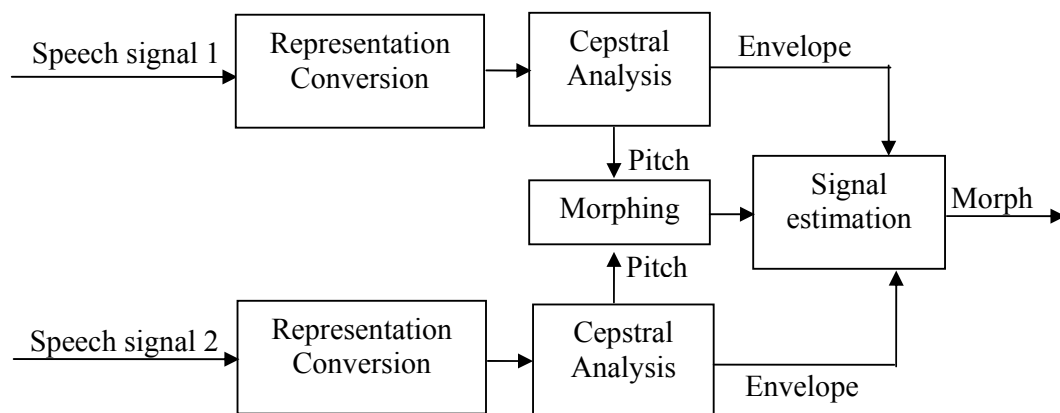 Speech signal 1
Representation
Conversion
Cepstral
Analysis
Envelope
Pitch
Morphing
Signal
estimation
Morph
Pitch
Speech signal 2
Representation
Conversion
Cepstral
Analysis
Envelope